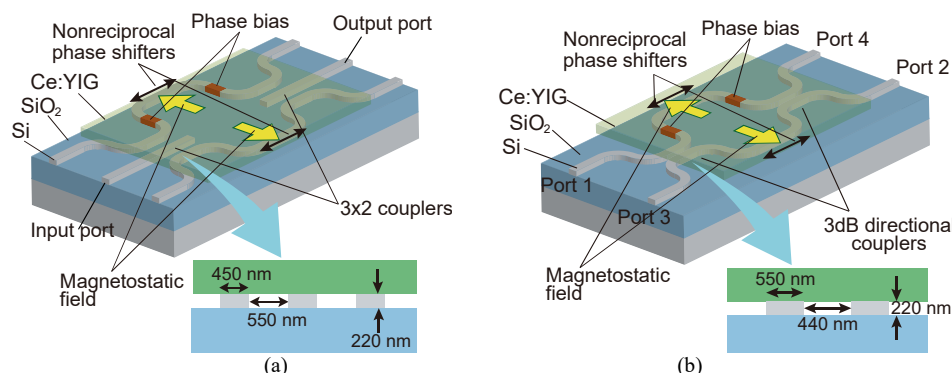 (a)
Nonreciprocal
phase shifters
Phase bias
Output port
Ce:YIG
SiO2
Si
Input port
3x2 couplers
Magnetostatic
field
450 nm
550 nm
220 nm
(a)
(b)
Nonreciprocal
phase shifters
Phase bias
Port 4
Port 2
Ce:YIG
SiO2
Si
Port 1
Port 3
3dB directiona
couplers
Magnetostatic
field
550 nm
440 nm
220 nm
(b)